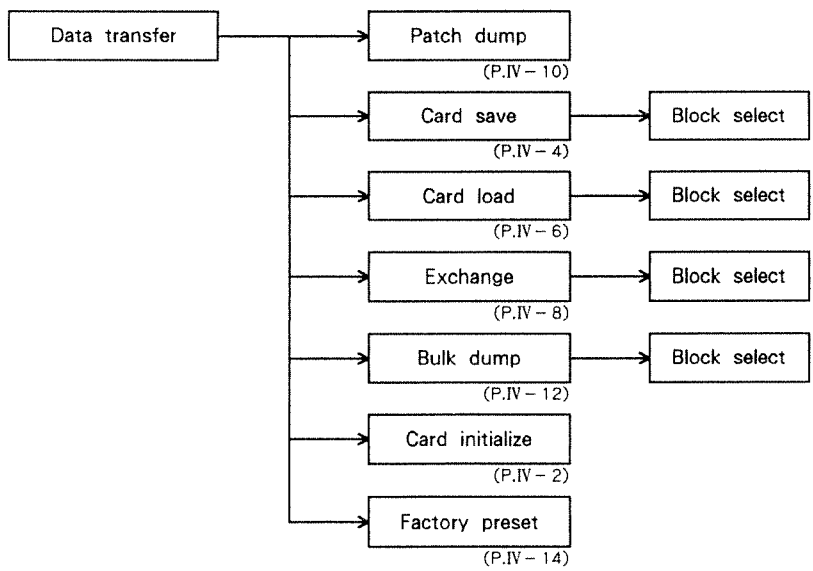 Data transfer
Patch dump
(P.Ⅳ－10)
Card save
Block select
(P.Ⅳ－4)
Card load
Block select
(P.Ⅳ－6)
Exchange
Block select
(P.Ⅳ－8)
Bulk dump
Block select
(P.Ⅳ－12)
Card initialize
(P.Ⅳ－2)
Factory preset
(P.Ⅳ－14)